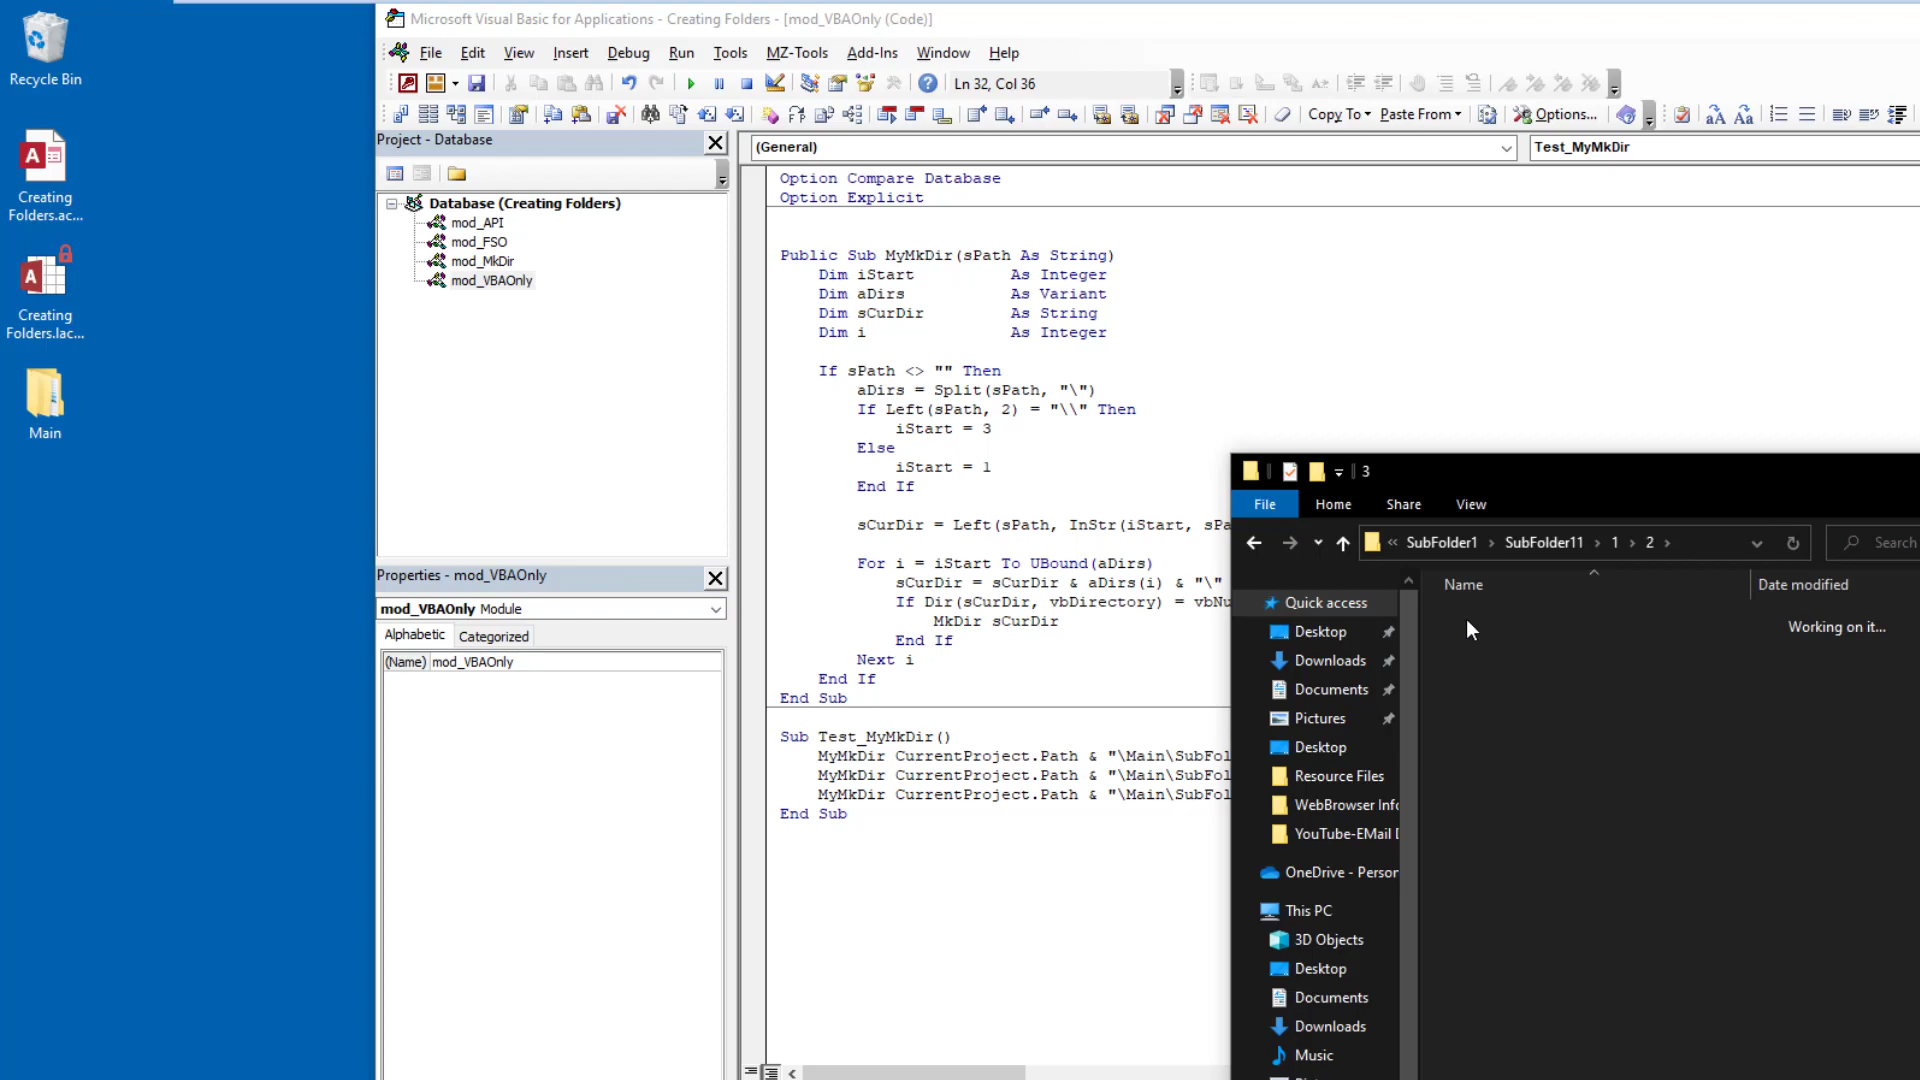 Recycle Bin
Creating
Folders.ac...
Creating
Folders.lac...
Main
Microsoft Visual Basic for Applications - Creating Folders - [mod_VBAOnly (Code)]
File Edit View Insert Debug Run Tools MZ-Tools Add-Ins Window Help
Ln 32, Col 36
Copy To Paste From Options...
Project - Database
Database (Creating Folders)
mod_API
mod_FSO
mod_MkDir
mod_VBAOnly
Properties - mod_VBAOnly
mod_VBAOnly Module
Alphabetic Categorized
(Name) mod_VBAOnly
(General) Test_MyMkDir
Option Compare Database
Option Explicit
Public Sub MyMkDir(sPath As String)
Dim iStart As Integer
Dim aDirs As Variant
Dim sCurDir As String
Dim i As Integer
If sPath <> "" Then
aDirs = Split(sPath, "\")
If Left(sPath, 2) = "\\" Then
iStart = 3
Else
iStart = 1
End If
sCurDir = Left(sPath, InStr(iStart, sPa
For i = iStart To UBound(aDirs)
sCurDir = sCurDir & aDirs(i) & "\"
If Dir(sCurDir, vbDirectory) = vbNu
MkDir sCurDir
End If
Next i
End If
End Sub
Sub Test_MyMkDir()
MyMkDir CurrentProject.Path & "\Main\SubFol
MyMkDir CurrentProject.Path & "\Main\SubFol
MyMkDir CurrentProject.Path & "\Main\SubFol
End Sub
3
File Home Share View
« SubFolder1 › SubFolder11 › 1 › 2 ›
Search
Name Date modified
Working on it...
Quick access
Desktop
Downloads
Documents
Pictures
Desktop
Resource Files
WebBrowser Info
YouTube-EMail D
OneDrive - Person
This PC
3D Objects
Desktop
Documents
Downloads
Music